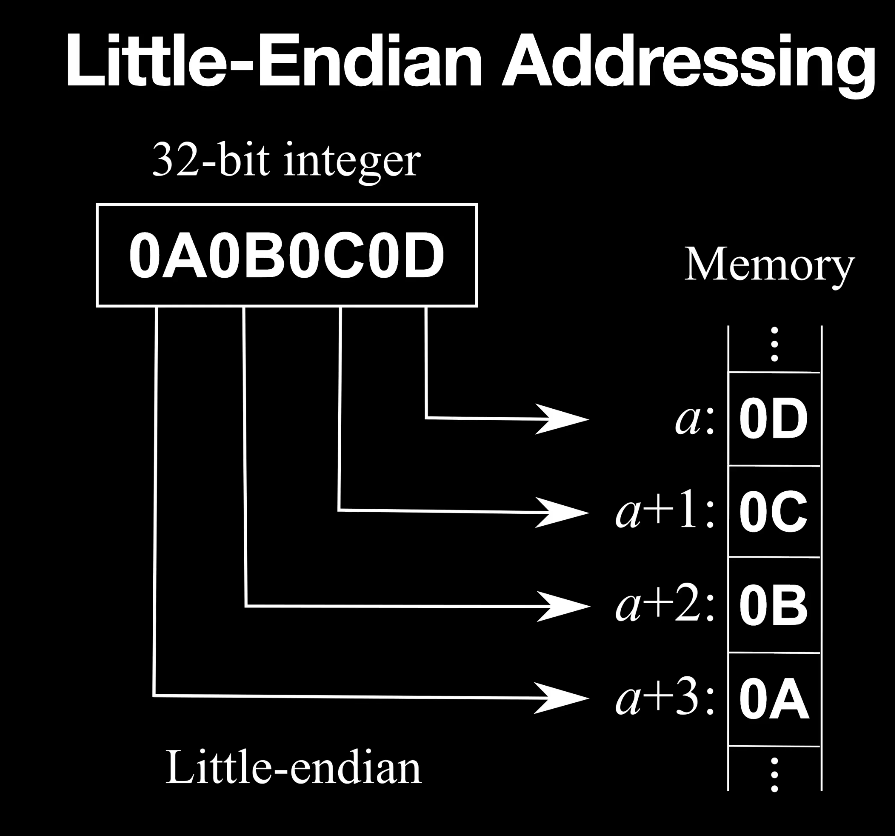 Little-Endian Addressing
32-bit integer
0A0B0C0D
Memory
⋮
a: 0D
a+1: 0C
a+2: 0B
a+3: 0A
⋮
Little-endian